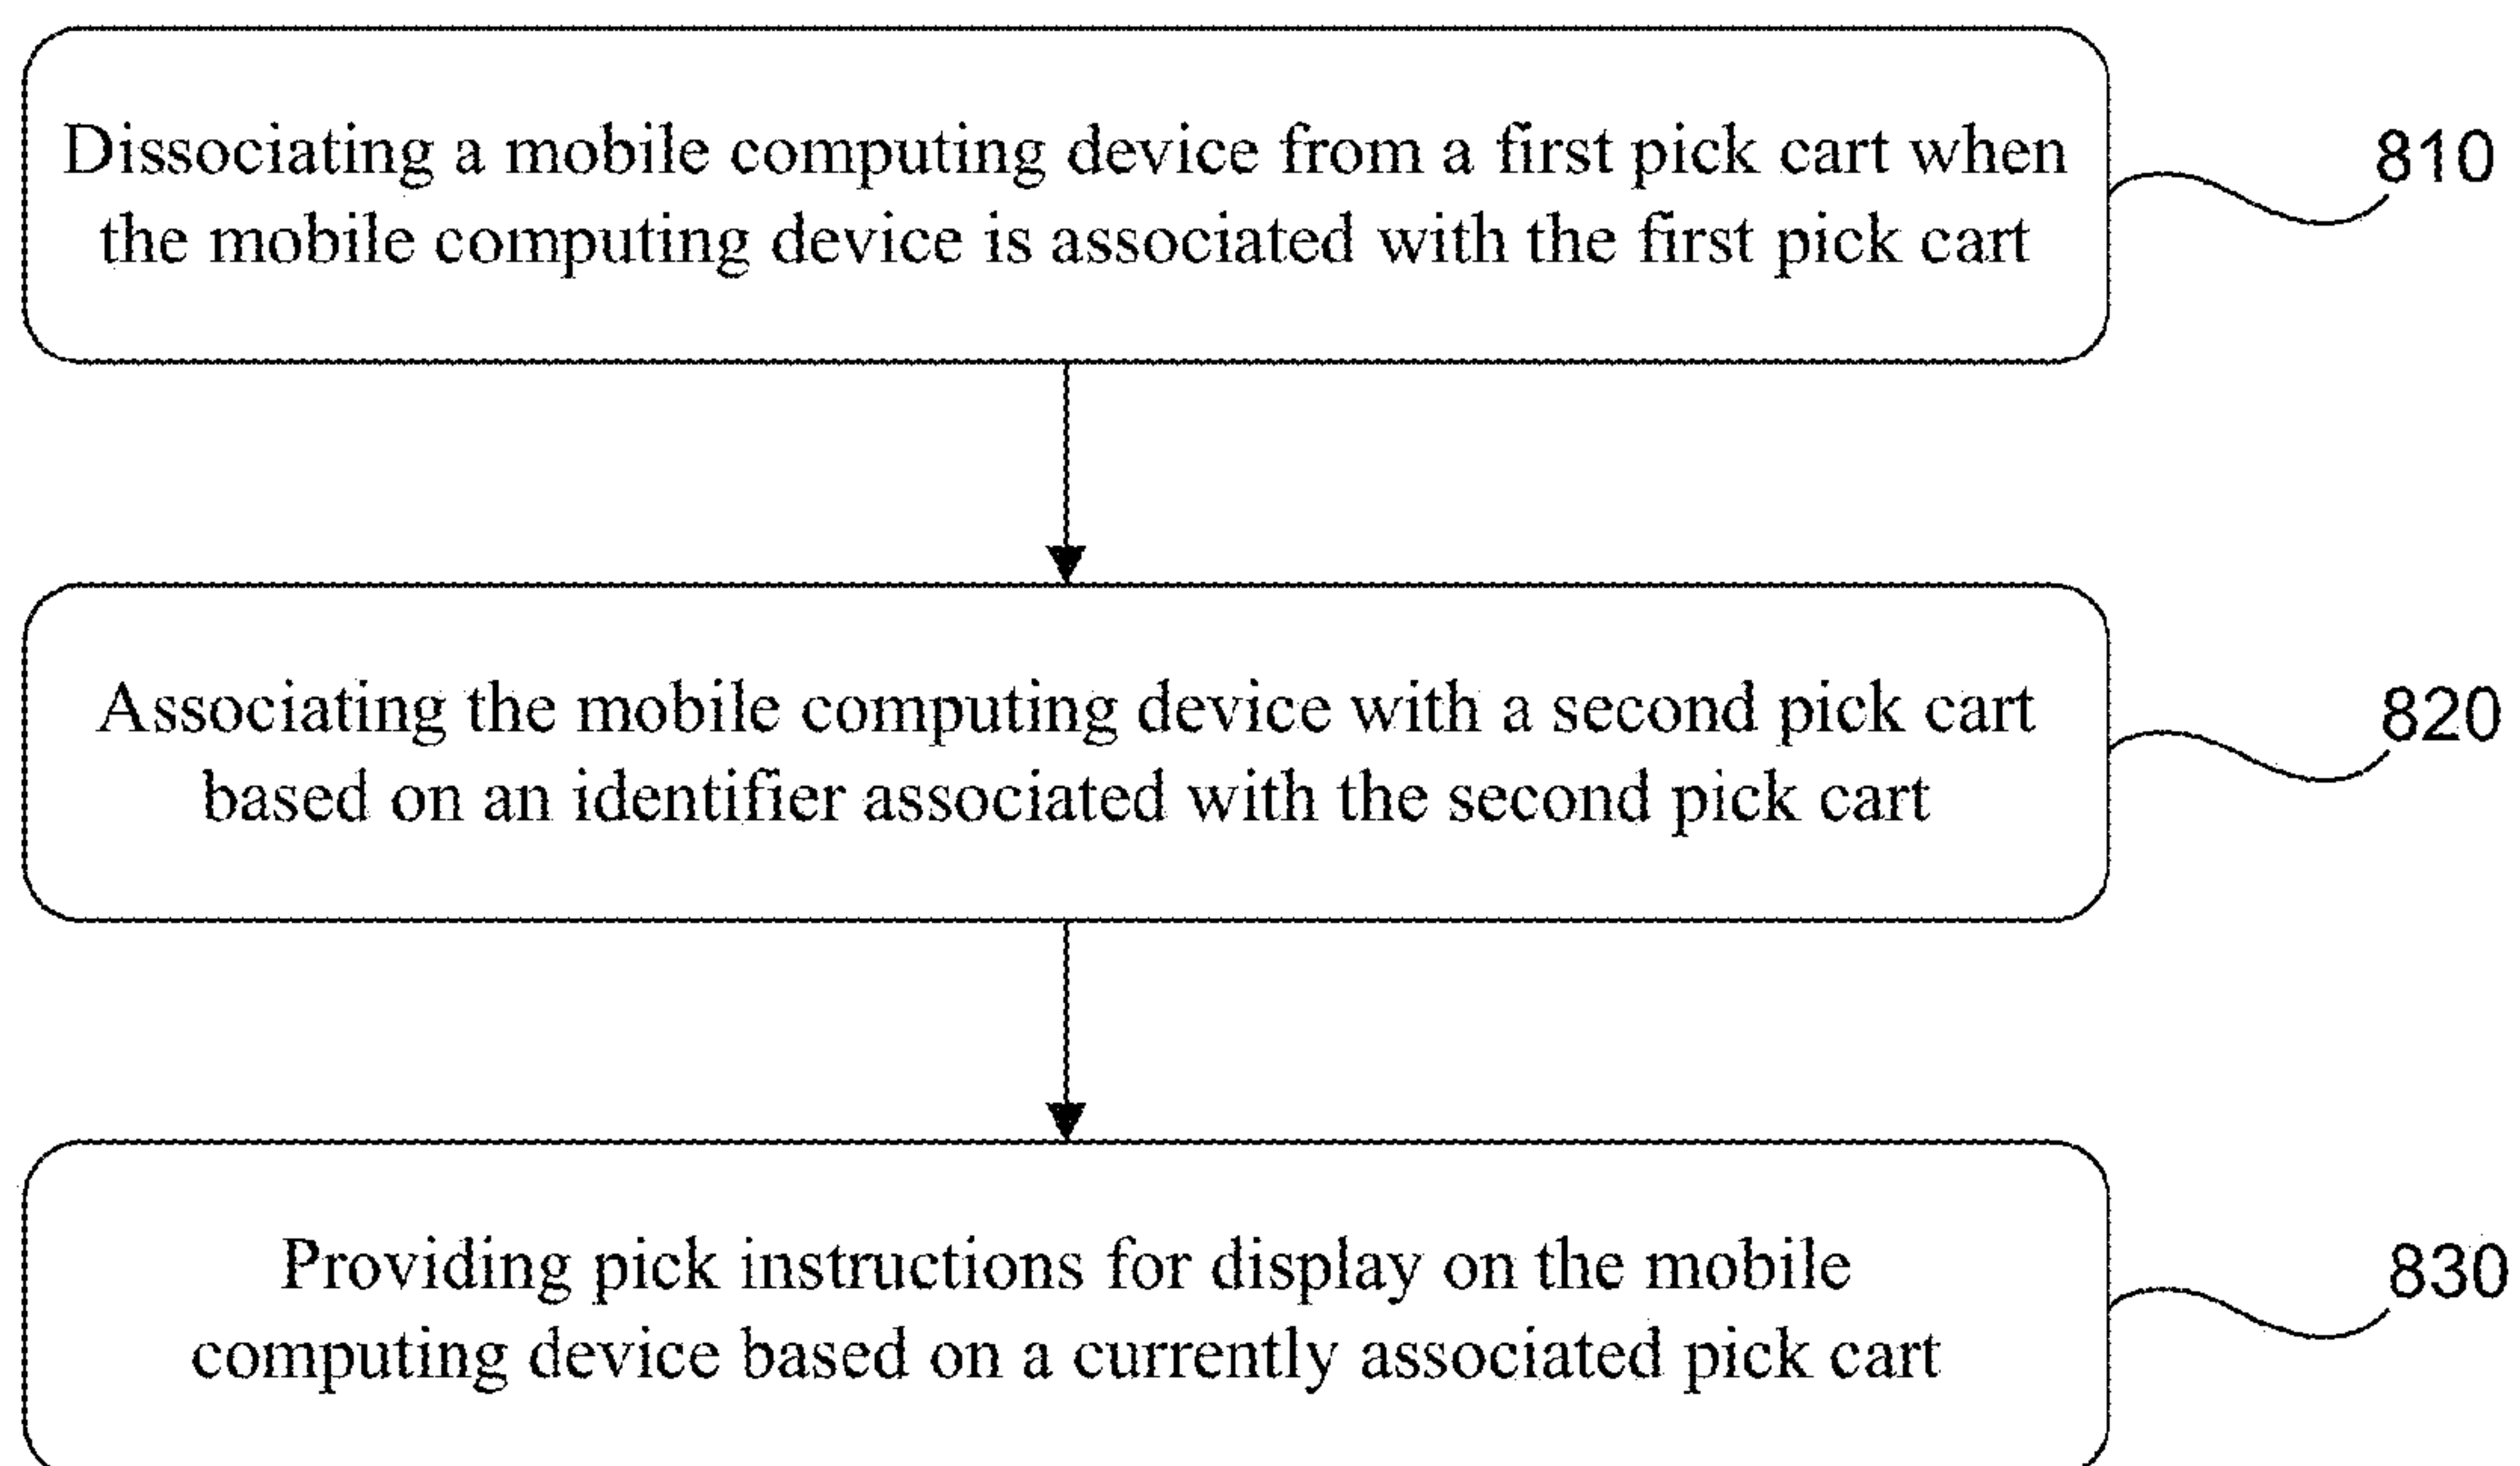 Dissociating a mobile computing device from a first pick cart when
the mobile computing device is associated with the first pick cart
810
Associating the mobile computing device with a second pick cart
based on an identifier associated with the second pick cart
820
Providing pick instructions for display on the mobile
computing device based on a currently associated pick cart
830